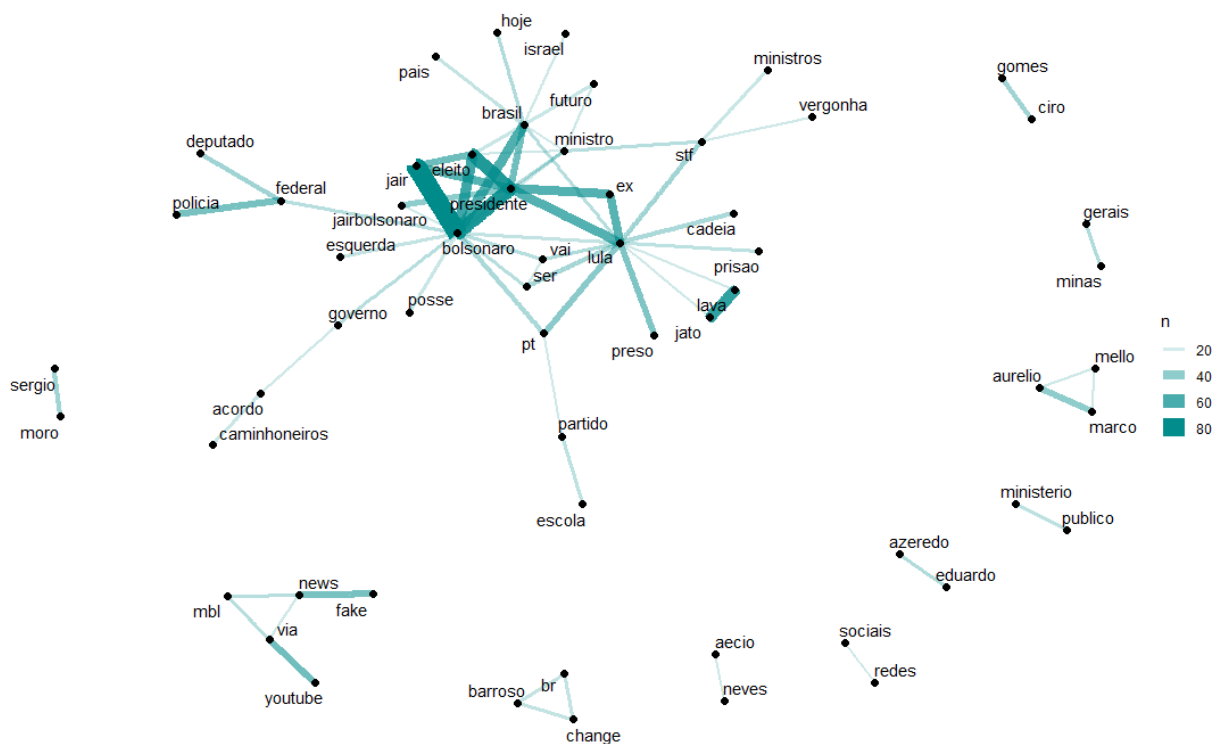 hoje
israel
pais
ministros
gomes
futuro
vergonha
ciro
brasil
deputado
ministro
stf
eleito
jair
federal
ex
policia
presidente
jairbolsonaro
gerais
cadeia
esquerda
bolsonaro
vai
lula
prisao
ser
minas
posse
lava
governo
n
jato
pt
preso
20
mello
40
aurelio
sergio
60
acordo
partido
marco
80
moro
caminhoneiros
ministerio
escola
publico
azeredo
eduardo
news
mbl
fake
via
sociais
aecio
redes
youtube
barroso
br
neves
change